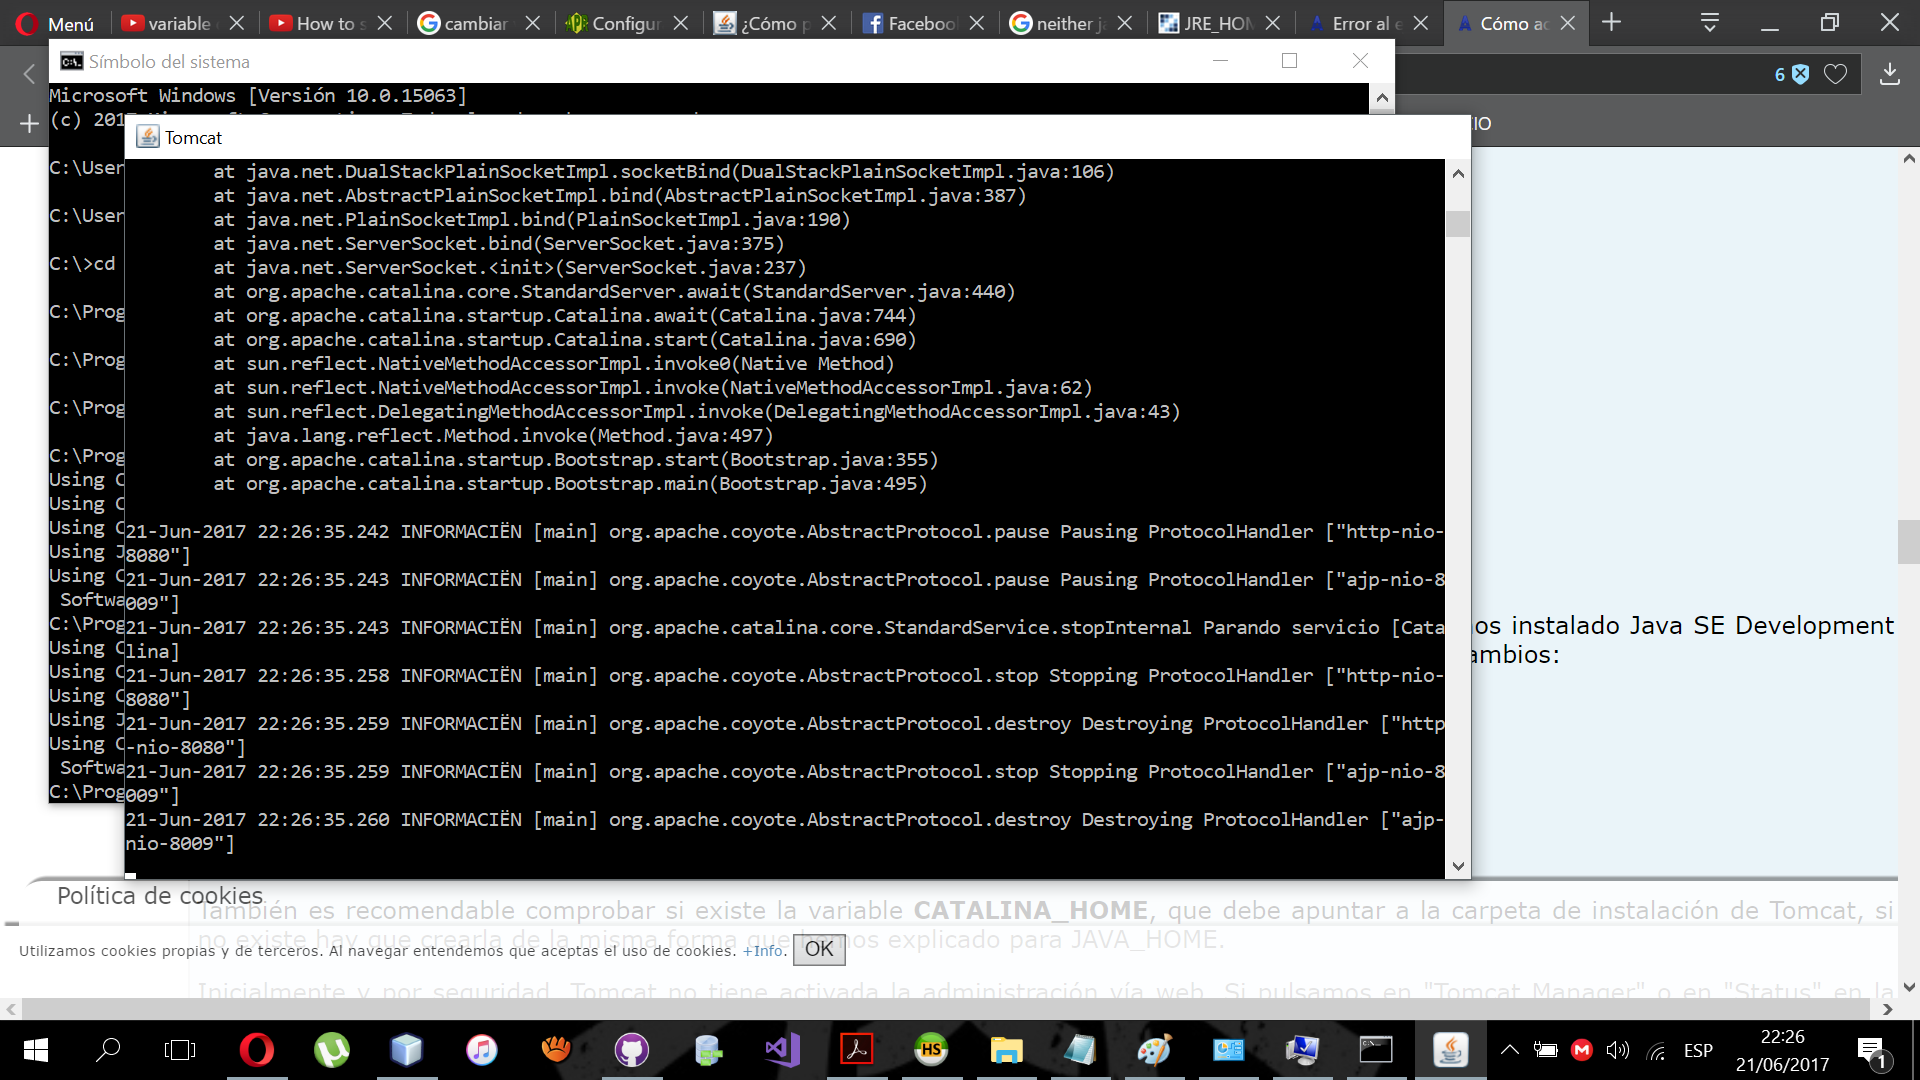 Menú
variable
How to s
cambiar
Configur
¿Cómo p
Faceboo
neither j
JRE_HOM
Error al e
Cómo ac
6
Símbolo del sistema
Microsoft Windows [Versión 10.0.15063]
(c) 201
IO
Tomcat
C:\User
C:\User
C:\>cd
C:\Prog
C:\Prog
C:\Prog
C:\Prog
Using C
Using C
Using C
Using J
Using C
Softwa
C:\Prog
Using C
Using C
Using C
Using J
Using C
Softwa
C:\Prog
at java.net.DualStackPlainSocketImpl.socketBind(DualStackPlainSocketImpl.java:106)
at java.net.AbstractPlainSocketImpl.bind(AbstractPlainSocketImpl.java:387)
at java.net.PlainSocketImpl.bind(PlainSocketImpl.java:190)
at java.net.ServerSocket.bind(ServerSocket.java:375)
at java.net.ServerSocket.<init>(ServerSocket.java:237)
at org.apache.catalina.core.StandardServer.await(StandardServer.java:440)
at org.apache.catalina.startup.Catalina.await(Catalina.java:744)
at org.apache.catalina.startup.Catalina.start(Catalina.java:690)
at sun.reflect.NativeMethodAccessorImpl.invoke0(Native Method)
at sun.reflect.NativeMethodAccessorImpl.invoke(NativeMethodAccessorImpl.java:62)
at sun.reflect.DelegatingMethodAccessorImpl.invoke(DelegatingMethodAccessorImpl.java:43)
at java.lang.reflect.Method.invoke(Method.java:497)
at org.apache.catalina.startup.Bootstrap.start(Bootstrap.java:355)
at org.apache.catalina.startup.Bootstrap.main(Bootstrap.java:495)
21-Jun-2017 22:26:35.242 INFORMACIËN [main] org.apache.coyote.AbstractProtocol.pause Pausing ProtocolHandler ["http-nio-
8080"]
21-Jun-2017 22:26:35.243 INFORMACIËN [main] org.apache.coyote.AbstractProtocol.pause Pausing ProtocolHandler ["ajp-nio-8
009"]
21-Jun-2017 22:26:35.243 INFORMACIËN [main] org.apache.catalina.core.StandardService.stopInternal Parando servicio [Cata
lina]
21-Jun-2017 22:26:35.258 INFORMACIËN [main] org.apache.coyote.AbstractProtocol.stop Stopping ProtocolHandler ["http-nio-
8080"]
21-Jun-2017 22:26:35.259 INFORMACIËN [main] org.apache.coyote.AbstractProtocol.destroy Destroying ProtocolHandler ["http
-nio-8080"]
21-Jun-2017 22:26:35.259 INFORMACIËN [main] org.apache.coyote.AbstractProtocol.stop Stopping ProtocolHandler ["ajp-nio-8
009"]
21-Jun-2017 22:26:35.260 INFORMACIËN [main] org.apache.coyote.AbstractProtocol.destroy Destroying ProtocolHandler ["ajp-
nio-8009"]
os instalado Java SE Development
ambios:
Política de cookies
También es recomendable comprobar si existe la variable CATALINA_HOME, que debe apuntar a la carpeta de instalación de Tomcat, si
no existe hay que crearla de la misma forma que hemos explicado para JAVA_HOME.
Utilizamos cookies propias y de terceros. Al navegar entendemos que aceptas el uso de cookies. +Info.
OK
Inicialmente y por seguridad, Tomcat no tiene activada la administración vía web. Si pulsamos en "Tomcat Manager" o en "Status" en la
HS
M
ESP
22:26
21/06/2017
1